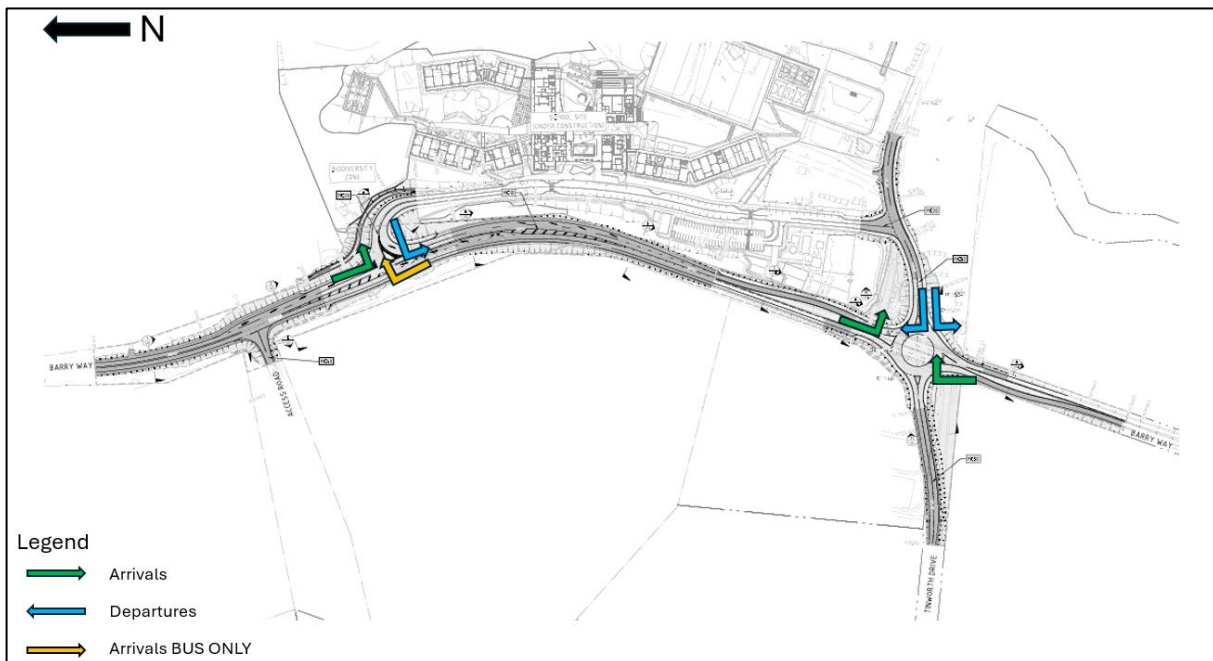 N
SCHOOL SITE
(UNDER CONSTRUCTION)
BIODIVERSITY
ZONE
BARRY WAY
ACCESS ROAD
BARRY WAY
TINWORTH DRIVE
Legend
Arrivals
Departures
Arrivals BUS ONLY